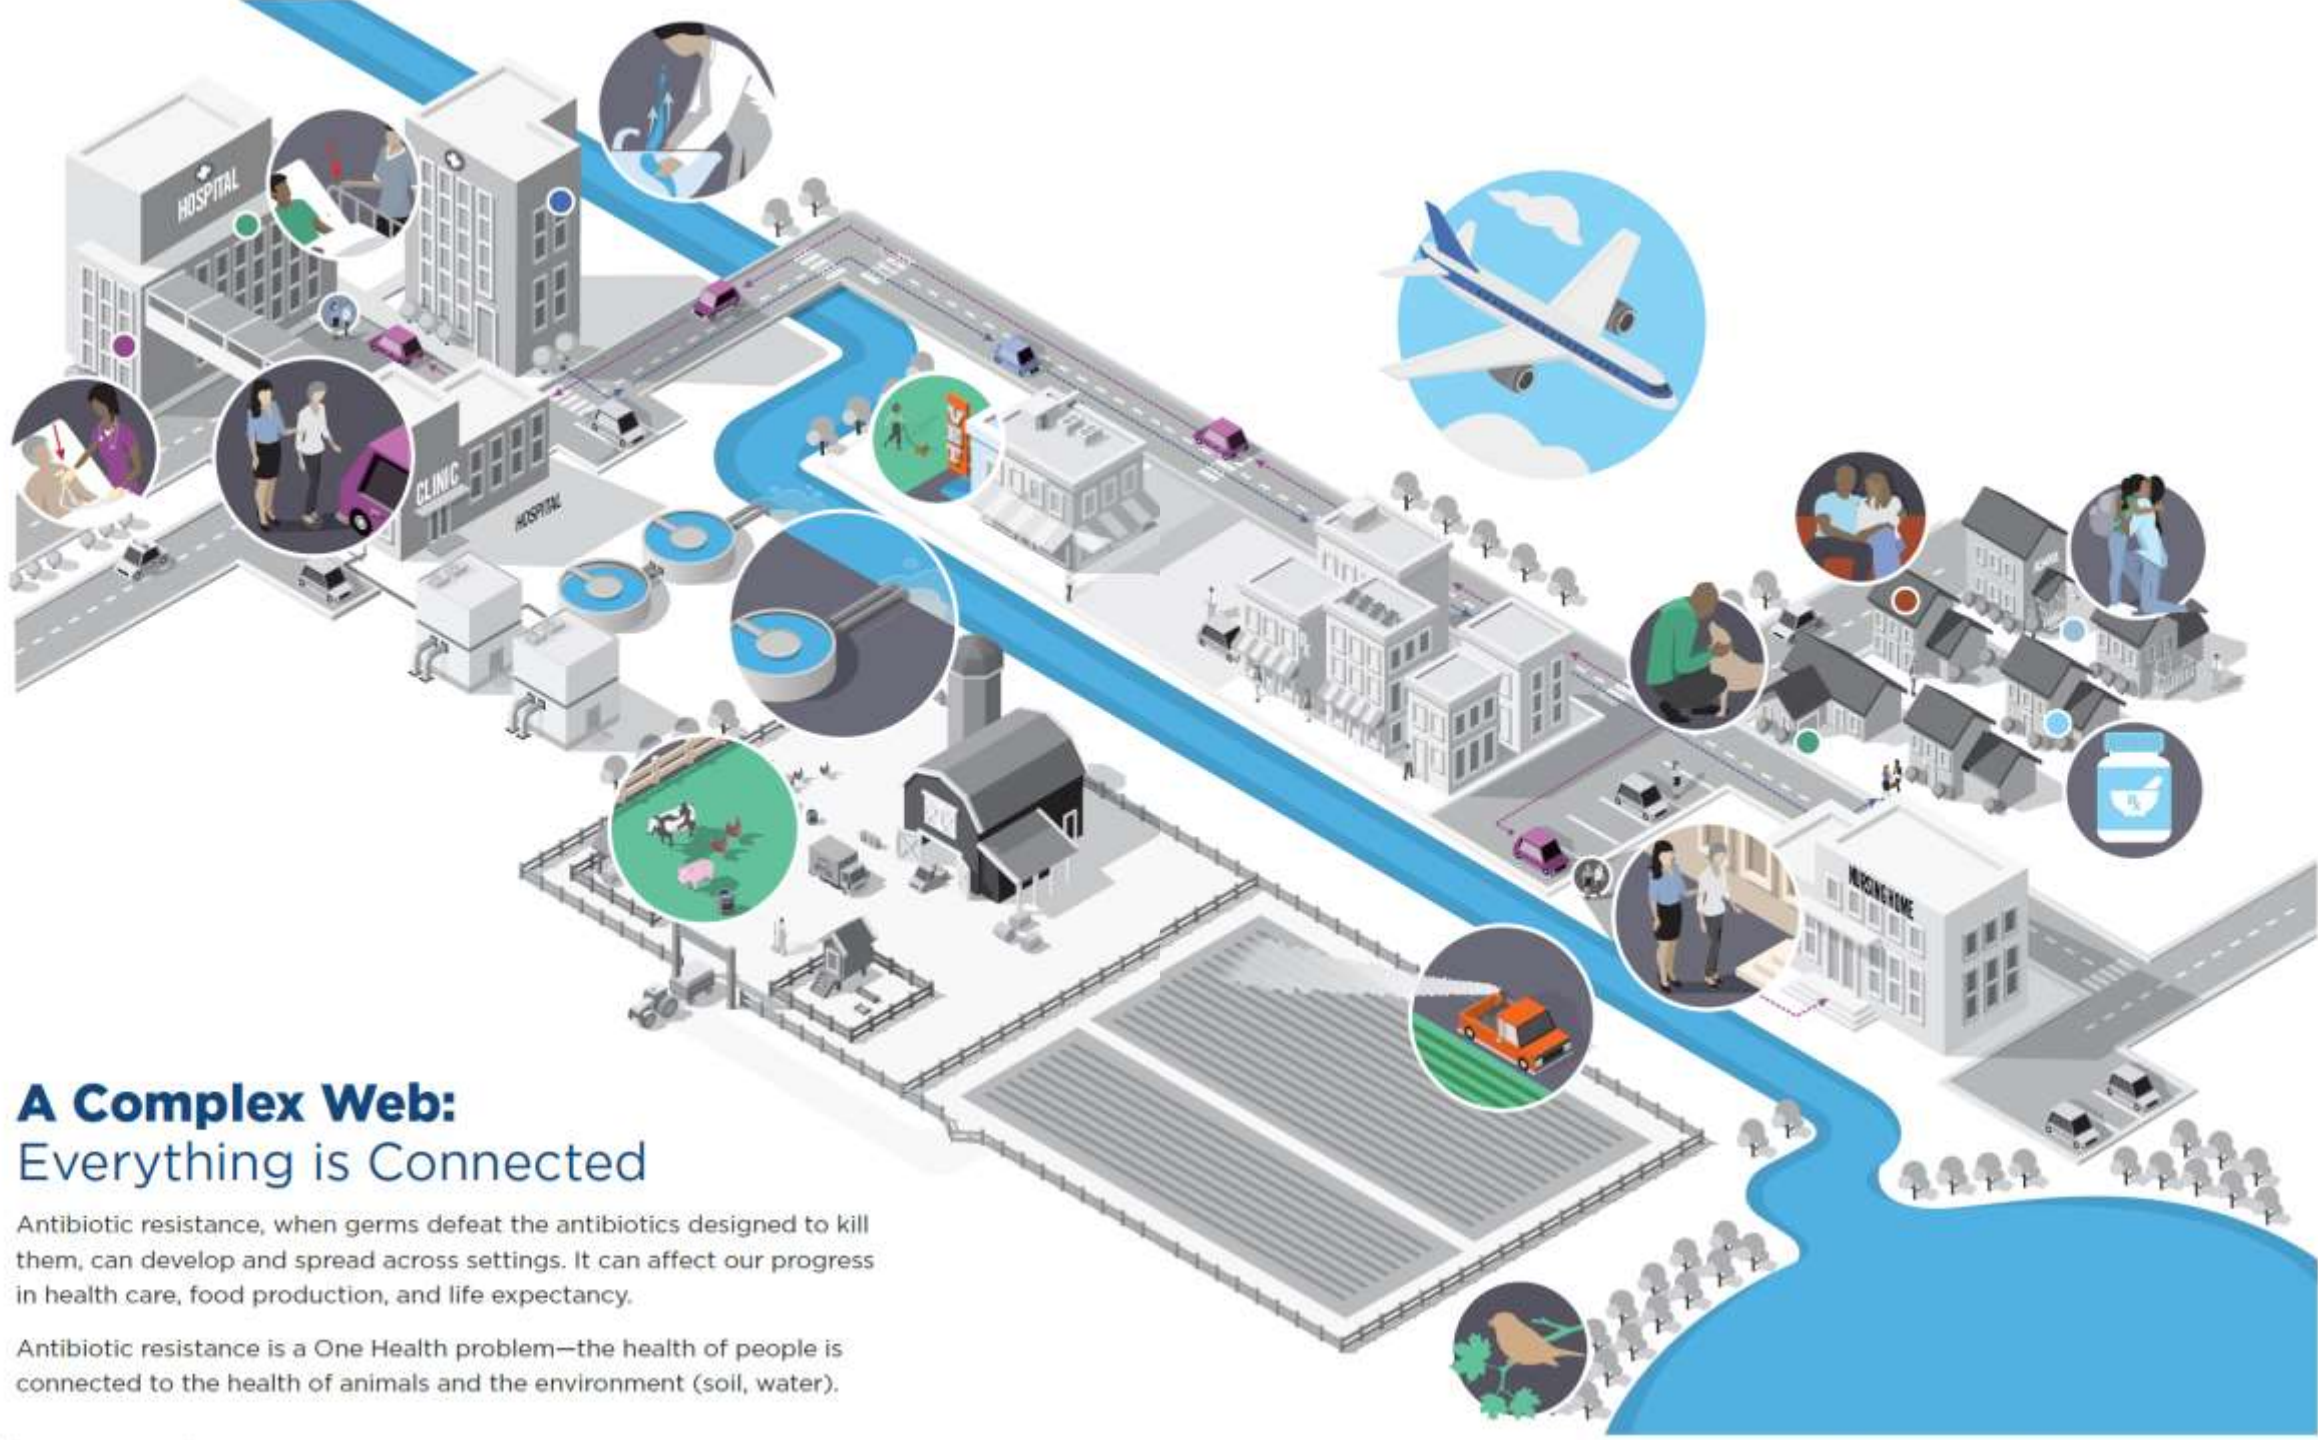 HOSPITAL
VET
CLINIC
HOSPITAL
Rx
NURSING HOME
A Complex Web:
Everything is Connected
Antibiotic resistance, when germs defeat the antibiotics designed to kill
them, can develop and spread across settings. It can affect our progress
in health care, food production, and life expectancy.
Antibiotic resistance is a One Health problem—the health of people is
connected to the health of animals and the environment (soil, water).